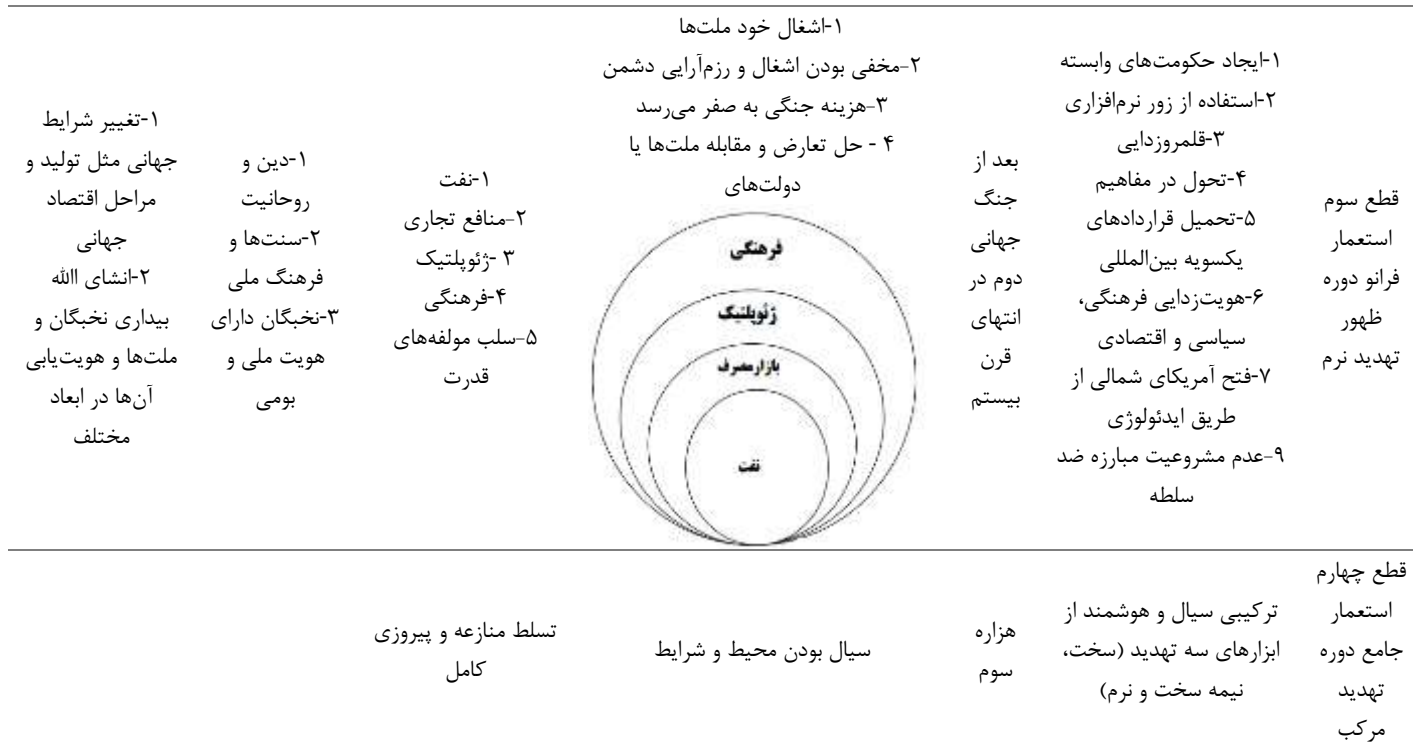 قطع سوم
استعمار
فرانو دوره
ظهور
تهدید نرم
۱-ایجاد حکومت‌های وابسته
۲-استفاده از زور نرم‌افزاری
۳-قلمروزدایی
۴-تحول در مفاهیم
۵-تحمیل قراردادهای
یکسویه بین‌المللی
۶-هویت‌زدایی فرهنگی،
سیاسی و اقتصادی
۷-فتح آمریکای شمالی از
طریق ایدئولوژی
۹-عدم مشروعیت مبارزه ضد
سلطه
بعد از
جنگ
جهانی
دوم در
انتهای
قرن
بیستم
۱-اشغال خود ملت‌ها
۲-مخفی بودن اشغال و رزم‌آرایی دشمن
۳-هزینه جنگی به صفر می‌رسد
۴ - حل تعارض و مقابله ملت‌ها یا
دولت‌های
فرهنگی
ژئوپلتیک
بازارمصرف
نفت
۱-نفت
۲-منافع تجاری
۳ -ژئوپلتیک
۴-فرهنگی
۵-سلب مولفه‌های
قدرت
۱-دین و
روحانیت
۲-سنت‌ها و
فرهنگ ملی
۳-نخبگان دارای
هویت ملی و
بومی
۱-تغییر شرایط
جهانی مثل تولید و
مراحل اقتصاد
جهانی
۲-انشای االله
بیداری نخبگان و
ملت‌ها و هویت‌یابی
آن‌ها در ابعاد
مختلف
قطع چهارم
استعمار
جامع دوره
تهدید
مرکب
ترکیبی سیال و هوشمند از
ابزارهای سه تهدید (سخت،
نیمه سخت و نرم)
هزاره
سوم
سیال بودن محیط و شرایط
تسلط منازعه و پیروزی
کامل